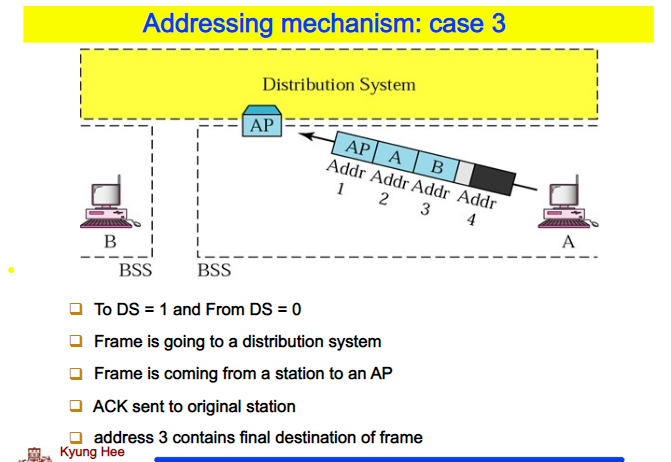 Addressing mechanism: case 3
Distribution System
AP
AP A B
Addr Addr Addr Addr
1 2 3 4
B
A
BSS
BSS
To DS = 1 and From DS = 0
Frame is going to a distribution system
Frame is coming from a station to an AP
ACK sent to original station
address 3 contains final destination of frame
Kyung Hee